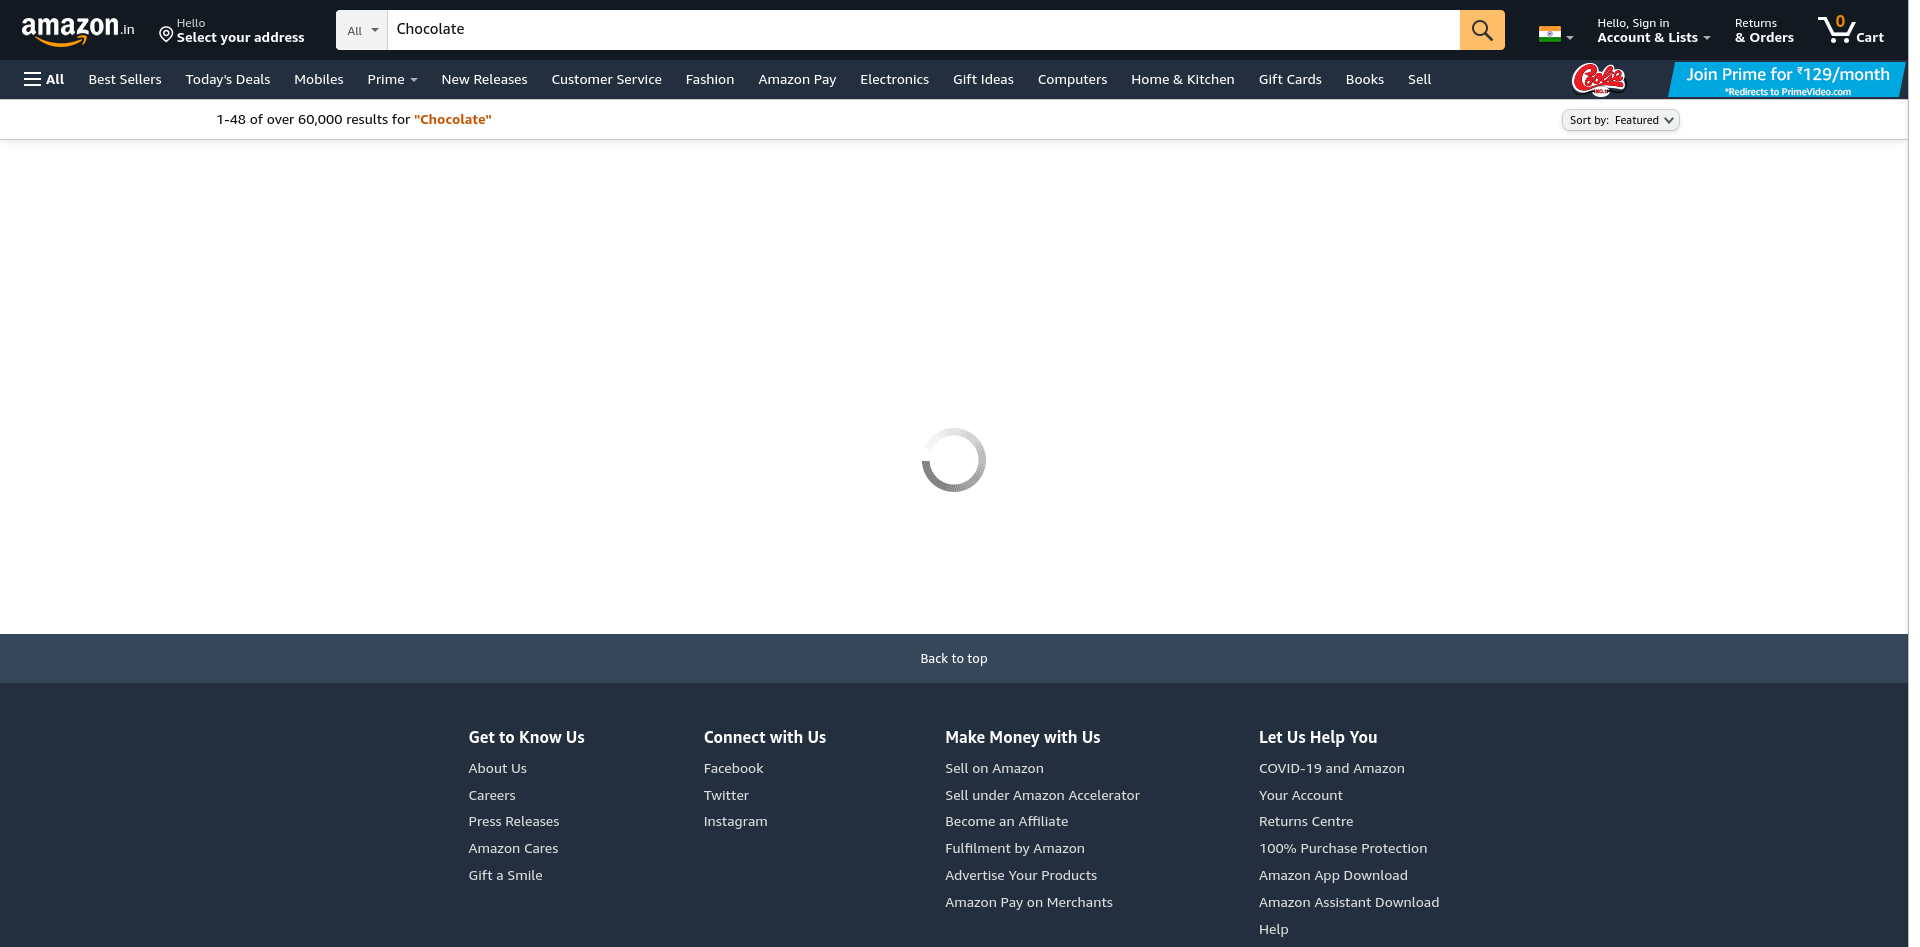 amazon.in
Hello
Select your address
All
Chocolate
Hello, Sign in
Account & Lists
Returns
& Orders
0
Cart
All
Best Sellers
Today's Deals
Mobiles
Prime
New Releases
Customer Service
Fashion
Amazon Pay
Electronics
Gift Ideas
Computers
Home & Kitchen
Gift Cards
Books
Sell
Coolie
NO.1
Join Prime for ₹129/month
*Redirects to PrimeVideo.com
1-48 of over 60,000 results for "Chocolate"
Sort by: Featured
Back to top
Get to Know Us
About Us
Careers
Press Releases
Amazon Cares
Gift a Smile
Connect with Us
Facebook
Twitter
Instagram
Make Money with Us
Sell on Amazon
Sell under Amazon Accelerator
Become an Affiliate
Fulfilment by Amazon
Advertise Your Products
Amazon Pay on Merchants
Let Us Help You
COVID-19 and Amazon
Your Account
Returns Centre
100% Purchase Protection
Amazon App Download
Amazon Assistant Download
Help